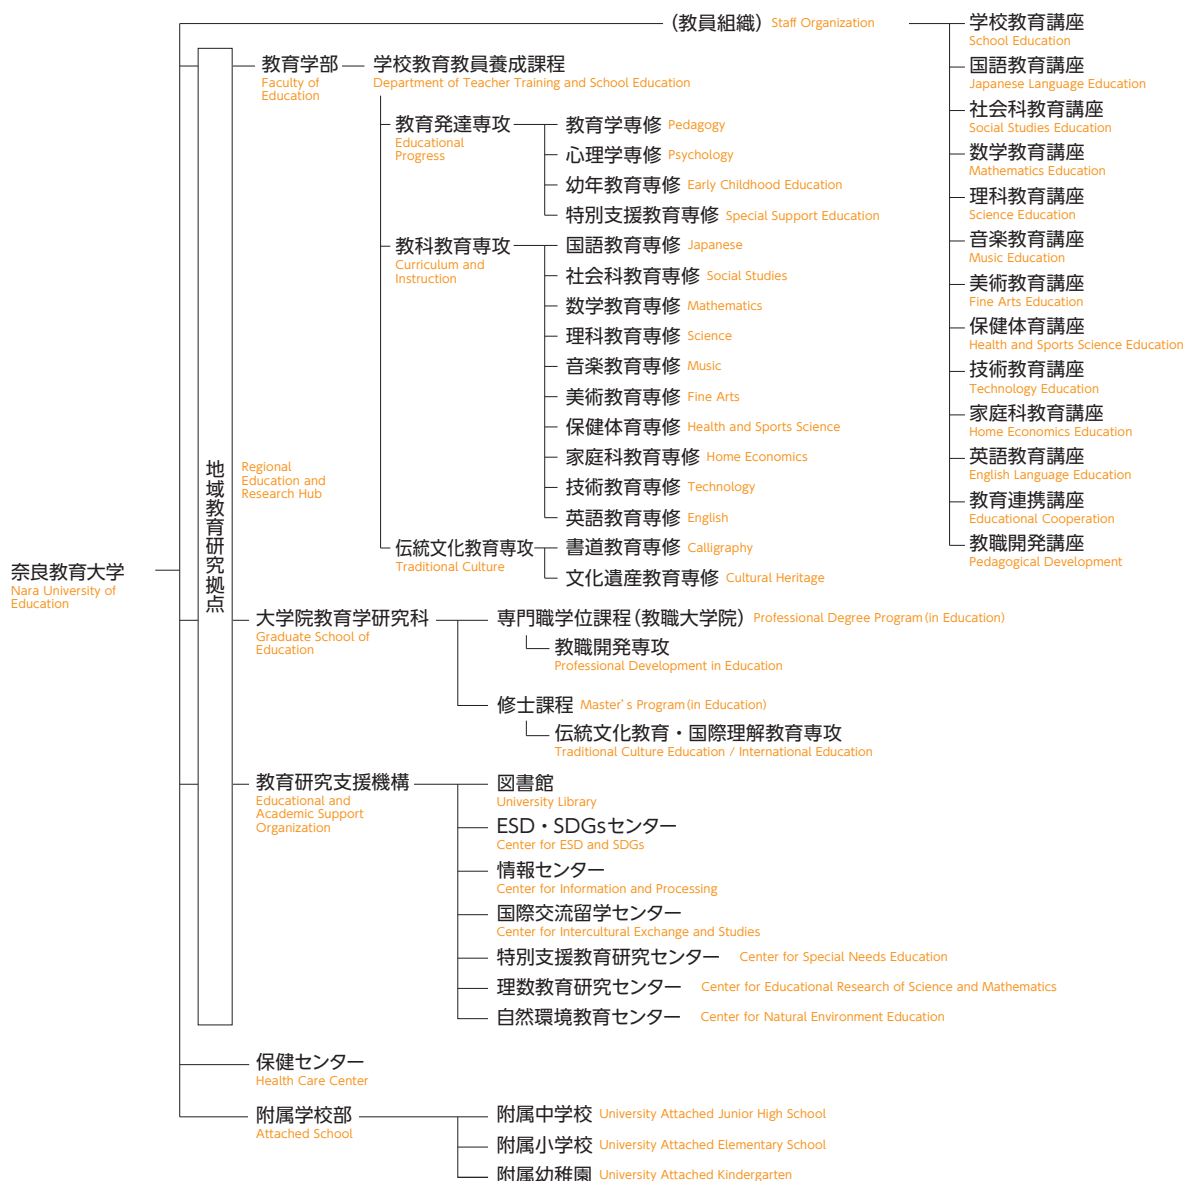 (教員組織) Staff Organization
学校教育講座
School Education
国語教育講座
Japanese Language Education
社会科教育講座
Social Studies Education
数学教育講座
Mathematics Education
理科教育講座
Science Education
音楽教育講座
Music Education
美術教育講座
Fine Arts Education
保健体育講座
Health and Sports Science Education
技術教育講座
Technology Education
家庭科教育講座
Home Economics Education
英語教育講座
English Language Education
教育連携講座
Educational Cooperation
教職開発講座
Pedagogical Development
奈良教育大学
Nara University of
Education
地域教育研究拠点
Regional
Education and
Research Hub
教育学部
Faculty of
Education
学校教育教員養成課程
Department of Teacher Training and School Education
教育発達専攻
Educational
Progress
教育学専修 Pedagogy
心理学専修 Psychology
幼年教育専修 Early Childhood Education
特別支援教育専修 Special Support Education
教科教育専攻
Curriculum and
Instruction
国語教育専修 Japanese
社会科教育専修 Social Studies
数学教育専修 Mathematics
理科教育専修 Science
音楽教育専修 Music
美術教育専修 Fine Arts
保健体育専修 Health and Sports Science
家庭科教育専修 Home Economics
技術教育専修 Technology
英語教育専修 English
伝統文化教育専攻
Traditional Culture
書道教育専修 Calligraphy
文化遺産教育専修 Cultural Heritage
大学院教育学研究科
Graduate School of
Education
専門職学位課程(教職大学院) Professional Degree Program (in Education)
教職開発専攻
Professional Development in Education
修士課程 Master's Program (in Education)
伝統文化教育・国際理解教育専攻
Traditional Culture Education / International Education
教育研究支援機構
Educational and
Academic Support
Organization
図書館
University Library
ESD・SDGsセンター
Center for ESD and SDGs
情報センター
Center for Information and Processing
国際交流留学センター
Center for Intercultural Exchange and Studies
特別支援教育研究センター Center for Special Needs Education
理数教育研究センター Center for Educational Research of Science and Mathematics
自然環境教育センター Center for Natural Environment Education
保健センター
Health Care Center
附属学校部
Attached School
附属中学校 University Attached Junior High School
附属小学校 University Attached Elementary School
附属幼稚園 University Attached Kindergarten